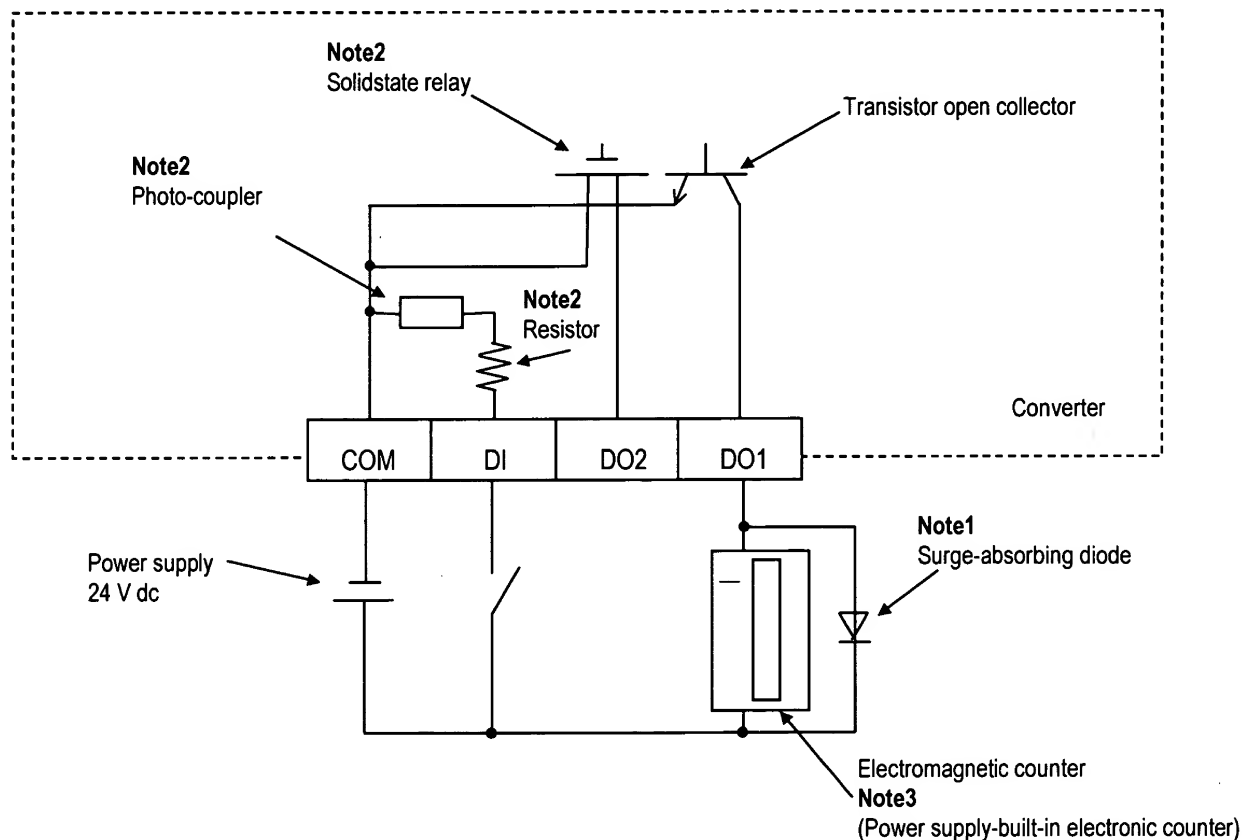 Note2
Solidstate relay
Transistor open collector
Note2
Photo-coupler
Note2
Resistor
Converter
COM
DI
DO2
DO1
Note1
Surge-absorbing diode
Power supply
24 V dc
Electromagnetic counter
Note3
(Power supply-built-in electronic counter)